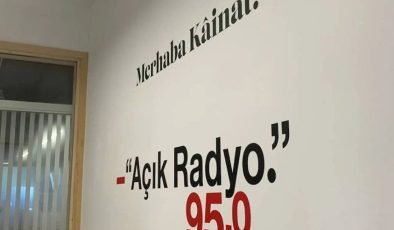 Merhaba Kâinat.
–“Açık Radyo.”
95.0